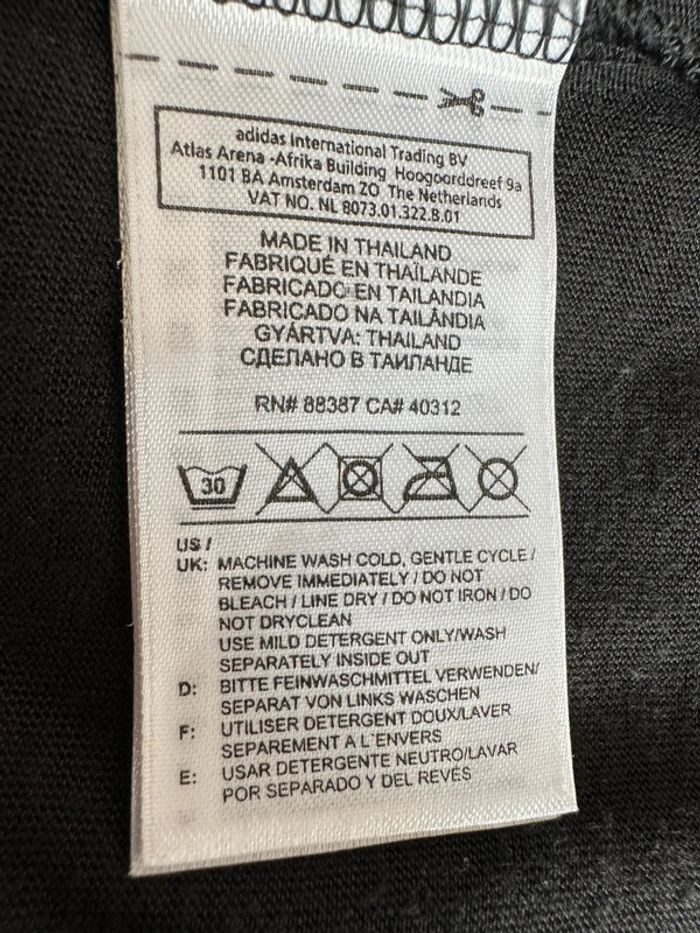 adidas International Trading BV
Atlas Arena -Afrika Building Hoogoorddreef 9a
1101 BA Amsterdam ZO The Netherlands
VAT NO. NL 8073.01.322.B.01
MADE IN THAILAND
FABRIQUÉ EN THAÏLANDE
FABRICADO EN TAILANDIA
FABRICADO NA TAILÂNDIA
GYÁRTVA: THAILAND
СДЕЛАНО В ТАИЛАНДЕ
RN# 88387 CA# 40312
30
US /
UK: MACHINE WASH COLD, GENTLE CYCLE /
REMOVE IMMEDIATELY / DO NOT
BLEACH / LINE DRY / DO NOT IRON / DO
NOT DRYCLEAN
USE MILD DETERGENT ONLY/WASH
SEPARATELY INSIDE OUT
D: BITTE FEINWASCHMITTEL VERWENDEN/
SEPARAT VON LINKS WASCHEN
F: UTILISER DETERGENT DOUX/LAVER
SEPAREMENT A L'ENVERS
E: USAR DETERGENTE NEUTRO/LAVAR
POR SEPARADO Y DEL REVÉS